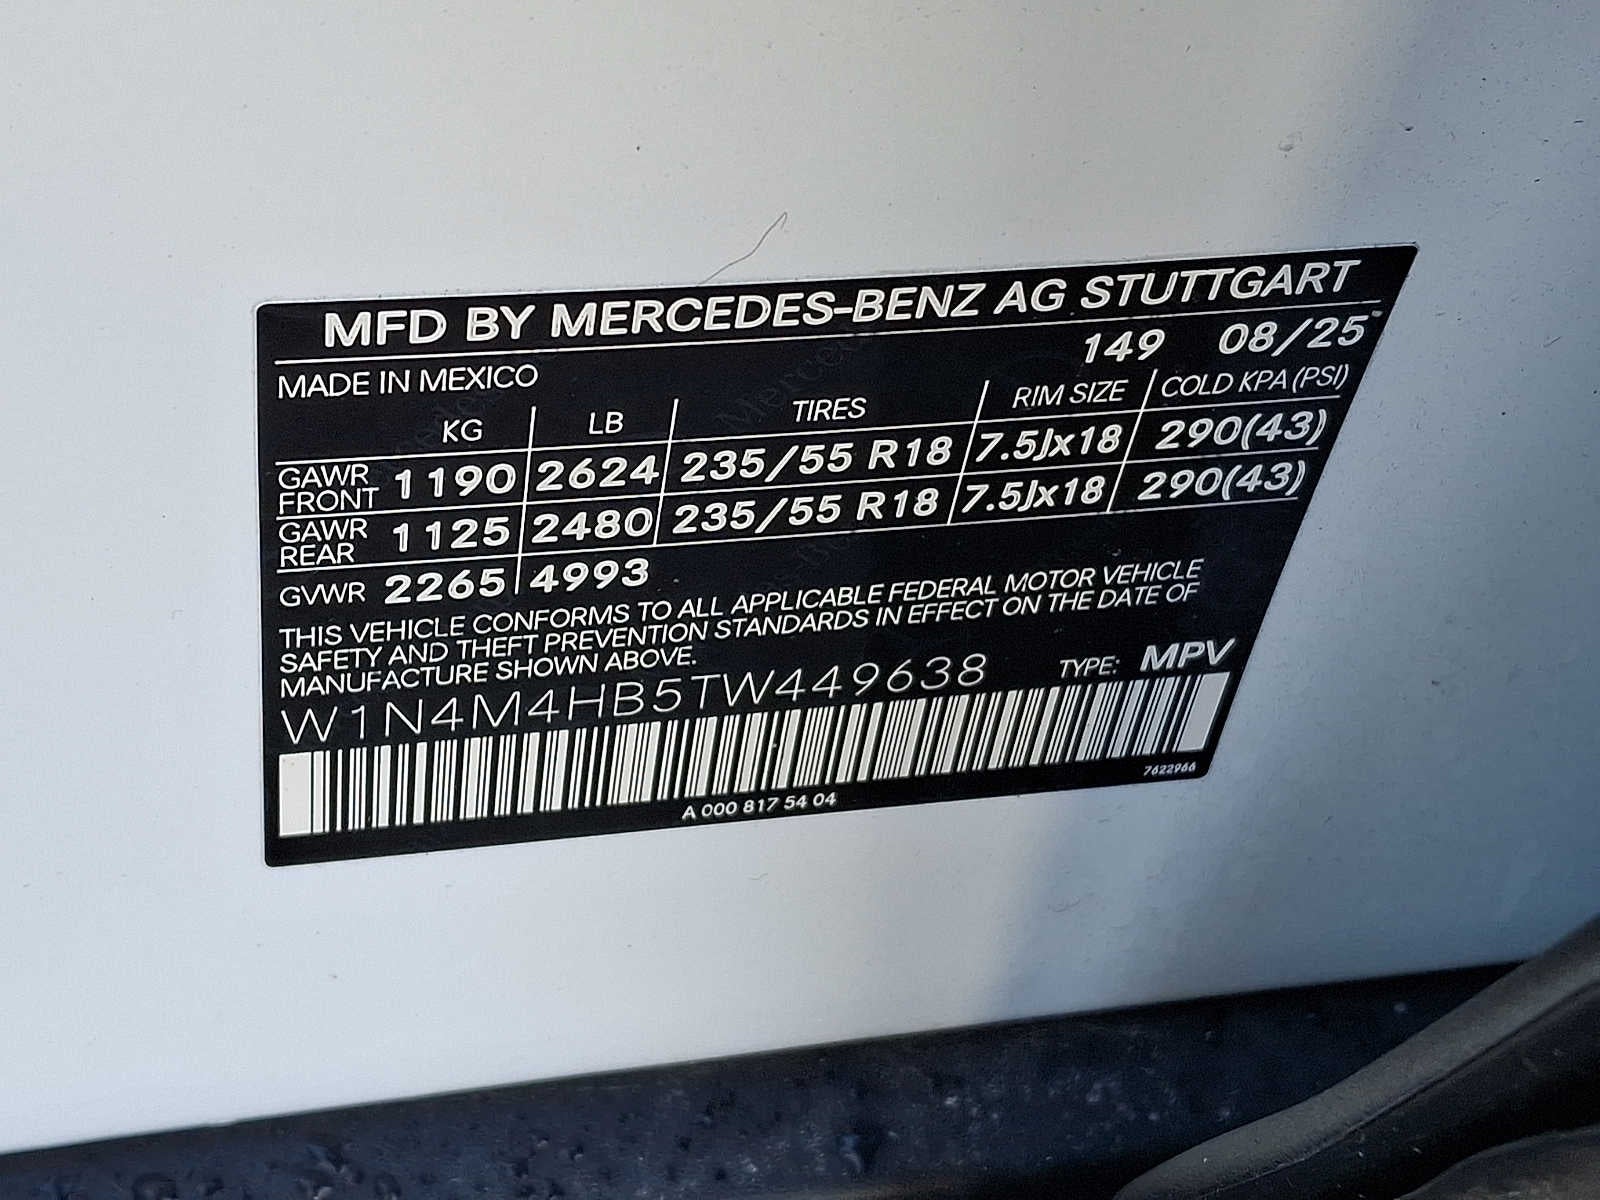 MFD BY MERCEDES-BENZ AG STUTTGART
149 08/25
MADE IN MEXICO
KG LB TIRES RIM SIZE COLD KPA (PSI)
GAWR FRONT 1190 2624 235/55 R18 7.5Jx18 290(43)
GAWR REAR 1125 2480 235/55 R18 7.5Jx18 290(43)
GVWR 2265 4993
THIS VEHICLE CONFORMS TO ALL APPLICABLE FEDERAL MOTOR VEHICLE
SAFETY AND THEFT PREVENTION STANDARDS IN EFFECT ON THE DATE OF
MANUFACTURE SHOWN ABOVE.
W1N4M4HB5TW449638 TYPE: MPV
7622966
A 000 817 54 04